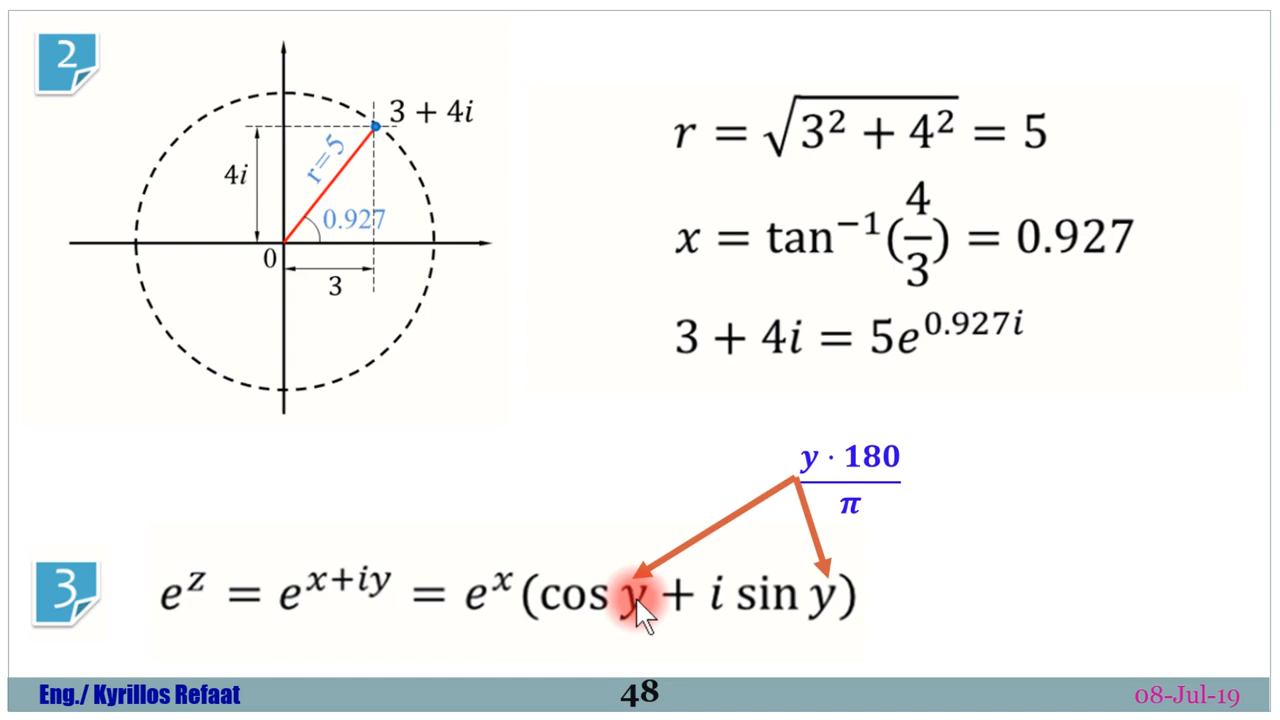 2
3 + 4i
r=5
4i
0.927
0
3
r = √(3² + 4²) = 5
x = tan⁻¹(4/3) = 0.927
3 + 4i = 5e^{0.927i}
y · 180
π
3
e^z = e^{x+iy} = e^x (cos y + i sin y)
Eng./ Kyrillos Refaat
48
08-Jul-19